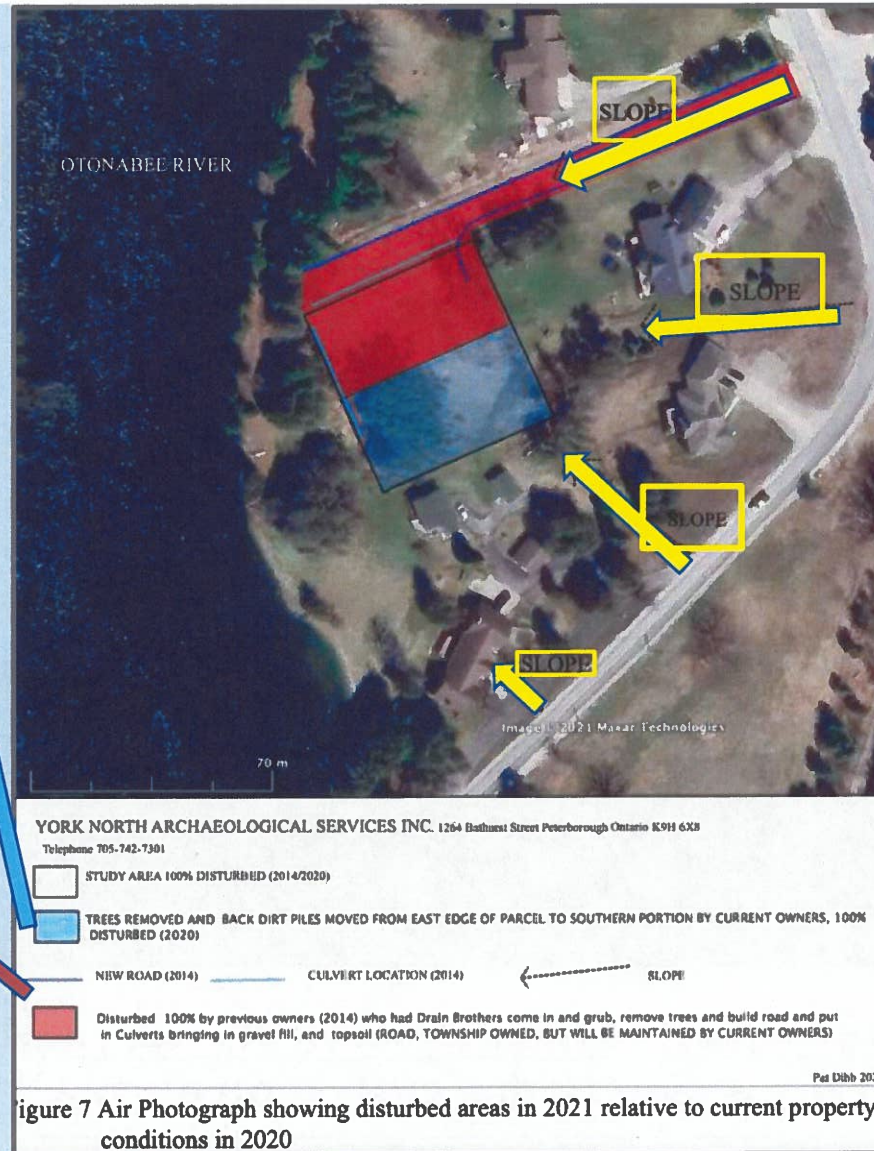 OTONABEE RIVER
SLOPE
SLOPE
SLOPE
SLOPE
Image © 2021 Maxar Technologies
70 m
YORK NORTH ARCHAEOLOGICAL SERVICES INC. 1264 Bathurst Street Peterborough Ontario K9H 6X8
Telephone 705-742-7301
STUDY AREA 100% DISTURBED (2014/2020)
TREES REMOVED AND BACK DIRT PILES MOVED FROM EAST EDGE OF PARCEL TO SOUTHERN PORTION BY CURRENT OWNERS, 100%
DISTURBED (2020)
NEW ROAD (2014) CULVERT LOCATION (2014) SLOPE
Disturbed 100% by previous owners (2014) who had Drain Brothers come in and grub, remove trees and build road and put
in Culverts bringing in gravel fill, and topsoil (ROAD, TOWNSHIP OWNED, BUT WILL BE MAINTAINED BY CURRENT OWNERS)
Pat Dibb 202
igure 7 Air Photograph showing disturbed areas in 2021 relative to current property
conditions in 2020